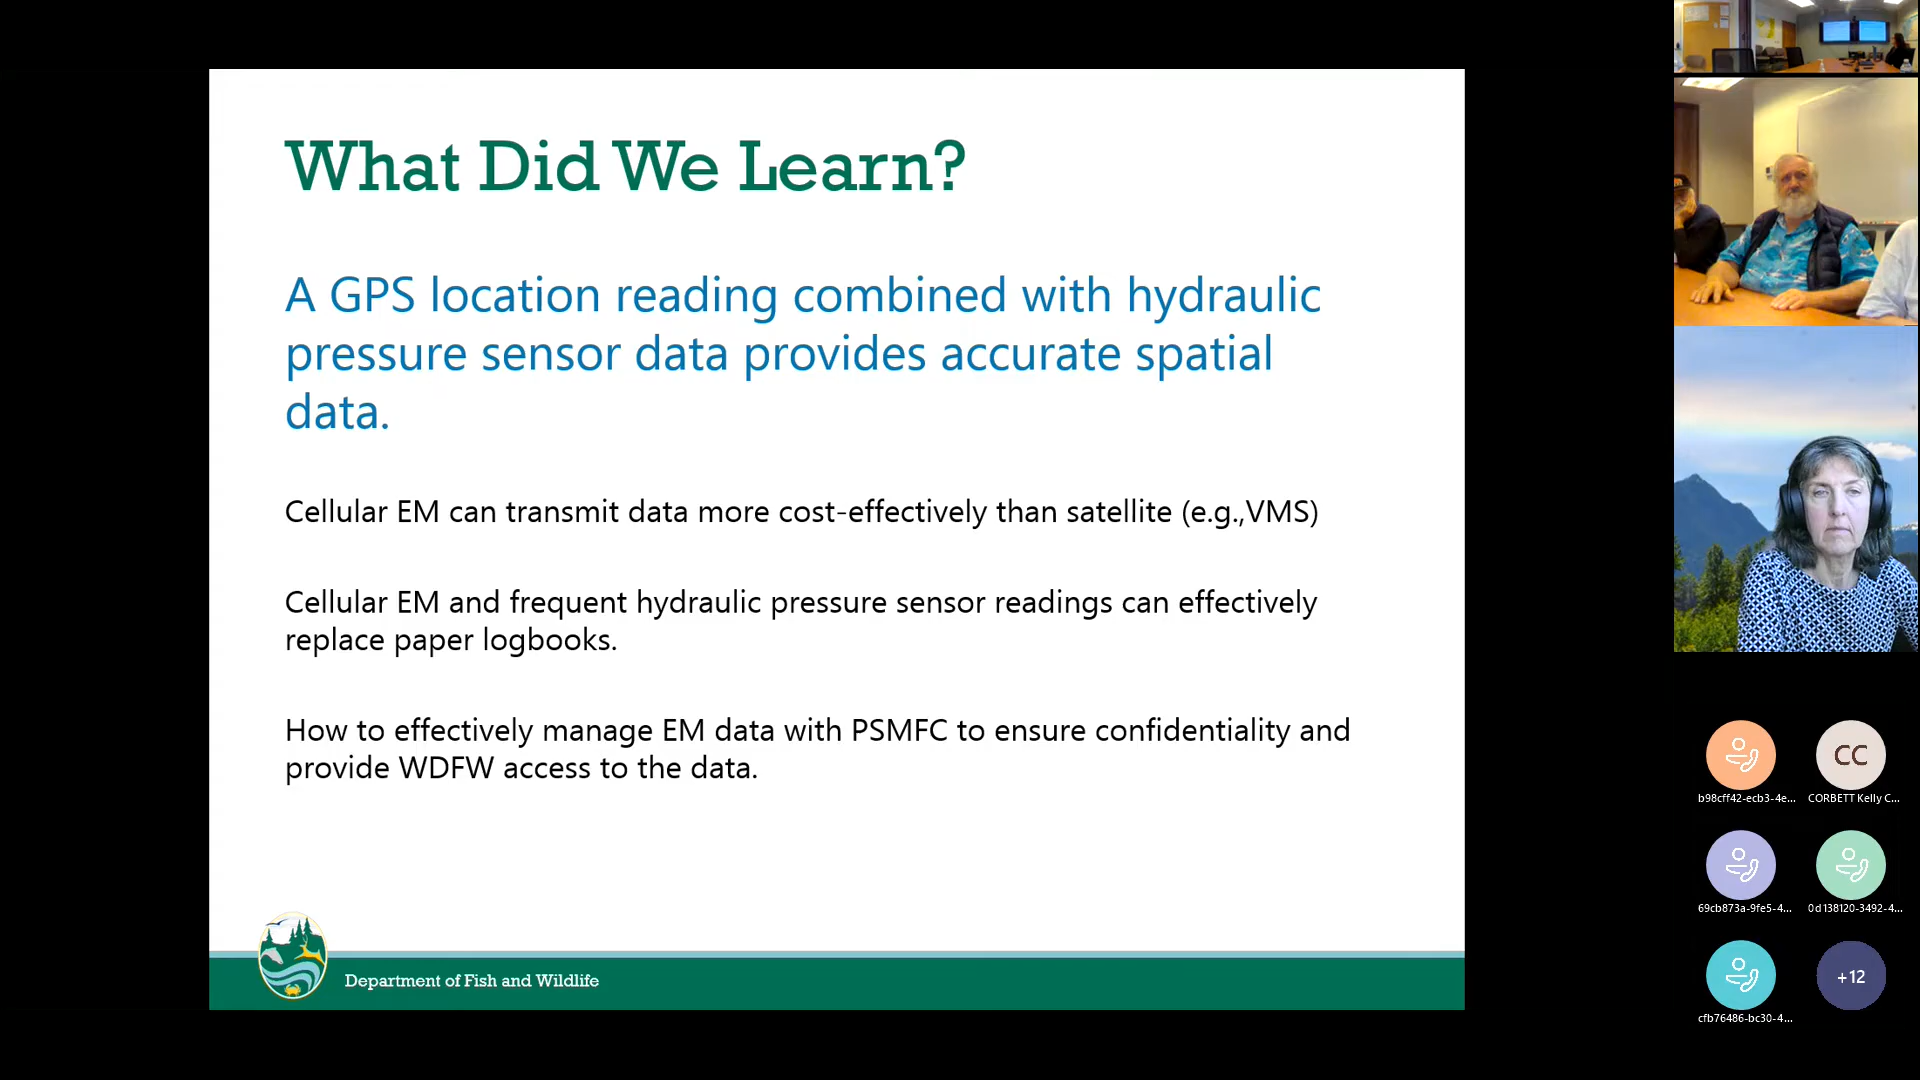 What Did We Learn?
A GPS location reading combined with hydraulic
pressure sensor data provides accurate spatial
data.
Cellular EM can transmit data more cost-effectively than satellite (e.g.,VMS)
Cellular EM and frequent hydraulic pressure sensor readings can effectively
replace paper logbooks.
How to effectively manage EM data with PSMFC to ensure confidentiality and
provide WDFW access to the data.
Department of Fish and Wildlife
CC
b98cff42-ecb3-4e...
CORBETT Kelly C...
69cb873a-9fe5-4...
0d138120-3492-4...
+12
cfb76486-bc30-4...